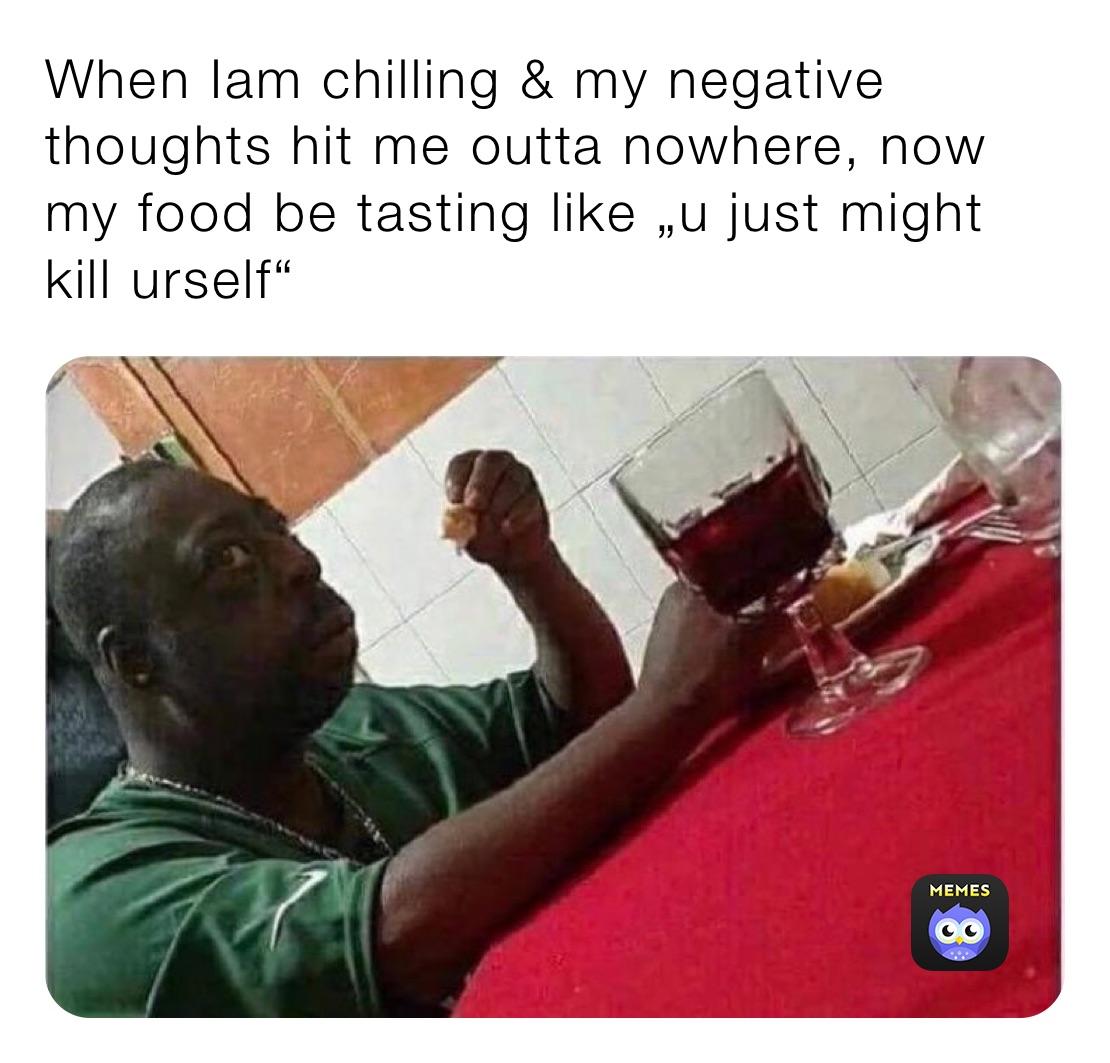 When Iam chilling & my negative
thoughts hit me outta nowhere, now
my food be tasting like „u just might
kill urself“
MEMES